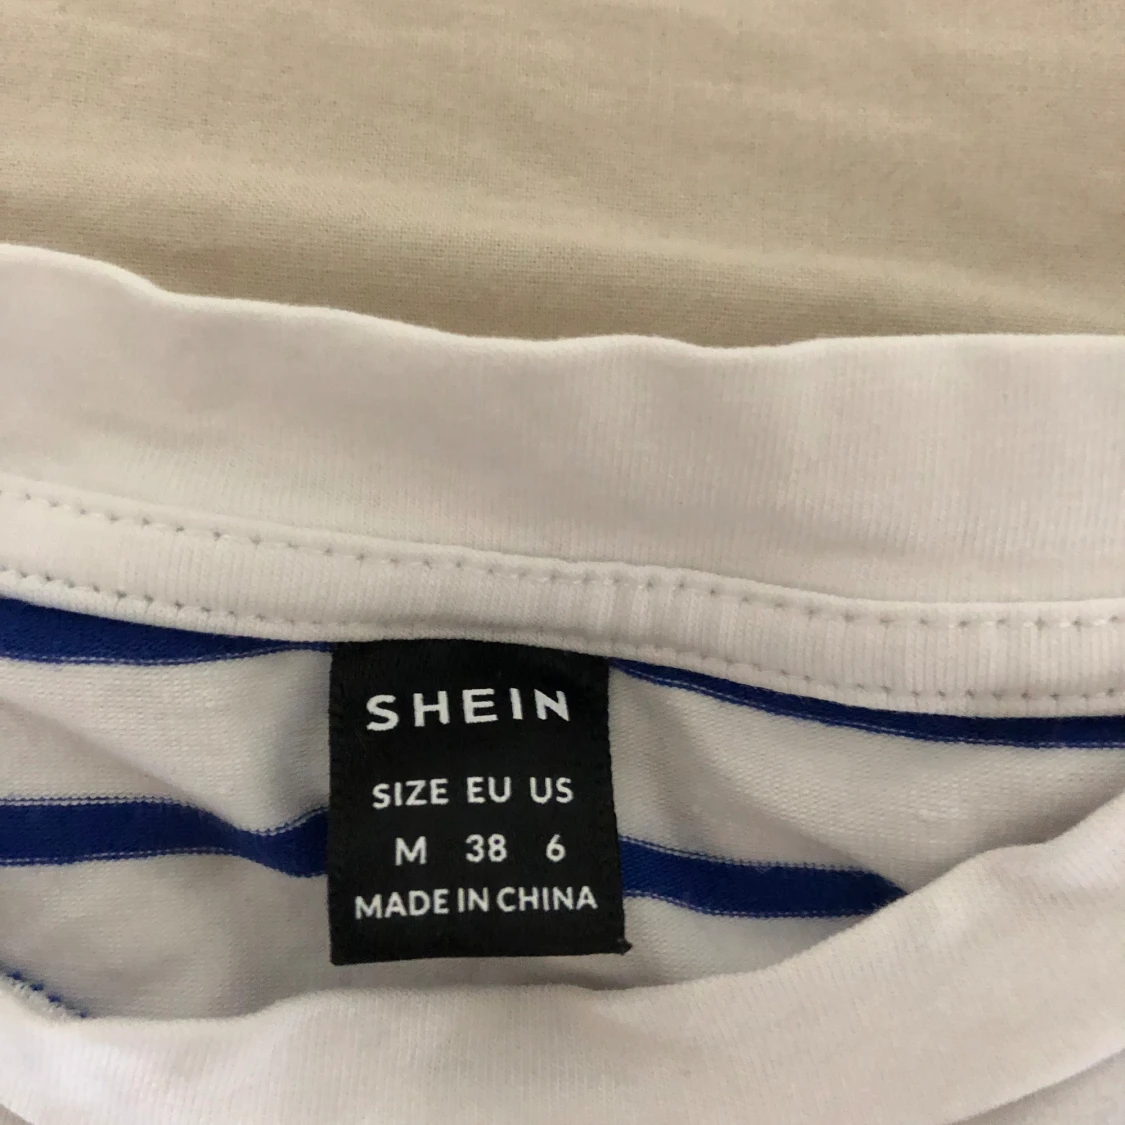 SHEIN
SIZE EU US
M 38 6
MADE IN CHINA